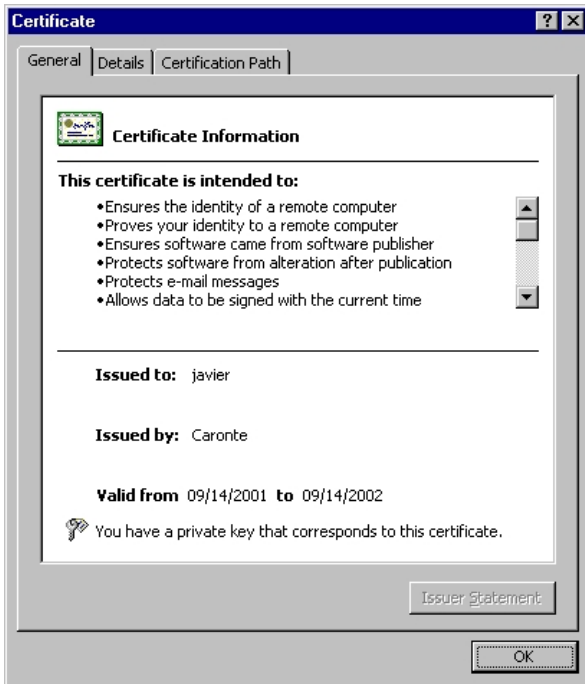 Certificate
General Details Certification Path
Certificate Information
This certificate is intended to:
•Ensures the identity of a remote computer
•Proves your identity to a remote computer
•Ensures software came from software publisher
•Protects software from alteration after publication
•Protects e-mail messages
•Allows data to be signed with the current time
Issued to: javier
Issued by: Caronte
Valid from 09/14/2001 to 09/14/2002
You have a private key that corresponds to this certificate.
Issuer Statement
OK